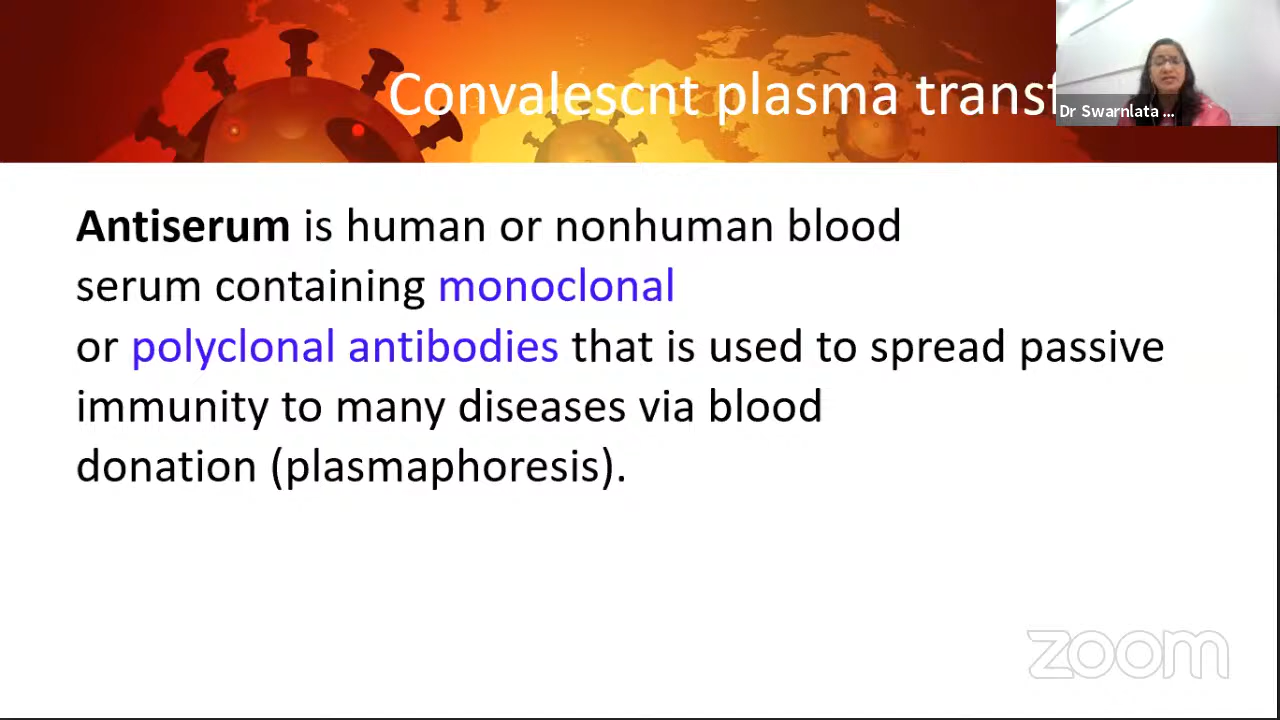 Convalescnt plasma transf
Dr Swarnlata ...
Antiserum is human or nonhuman blood
serum containing monoclonal
or polyclonal antibodies that is used to spread passive
immunity to many diseases via blood
donation (plasmaphoresis).
zoom